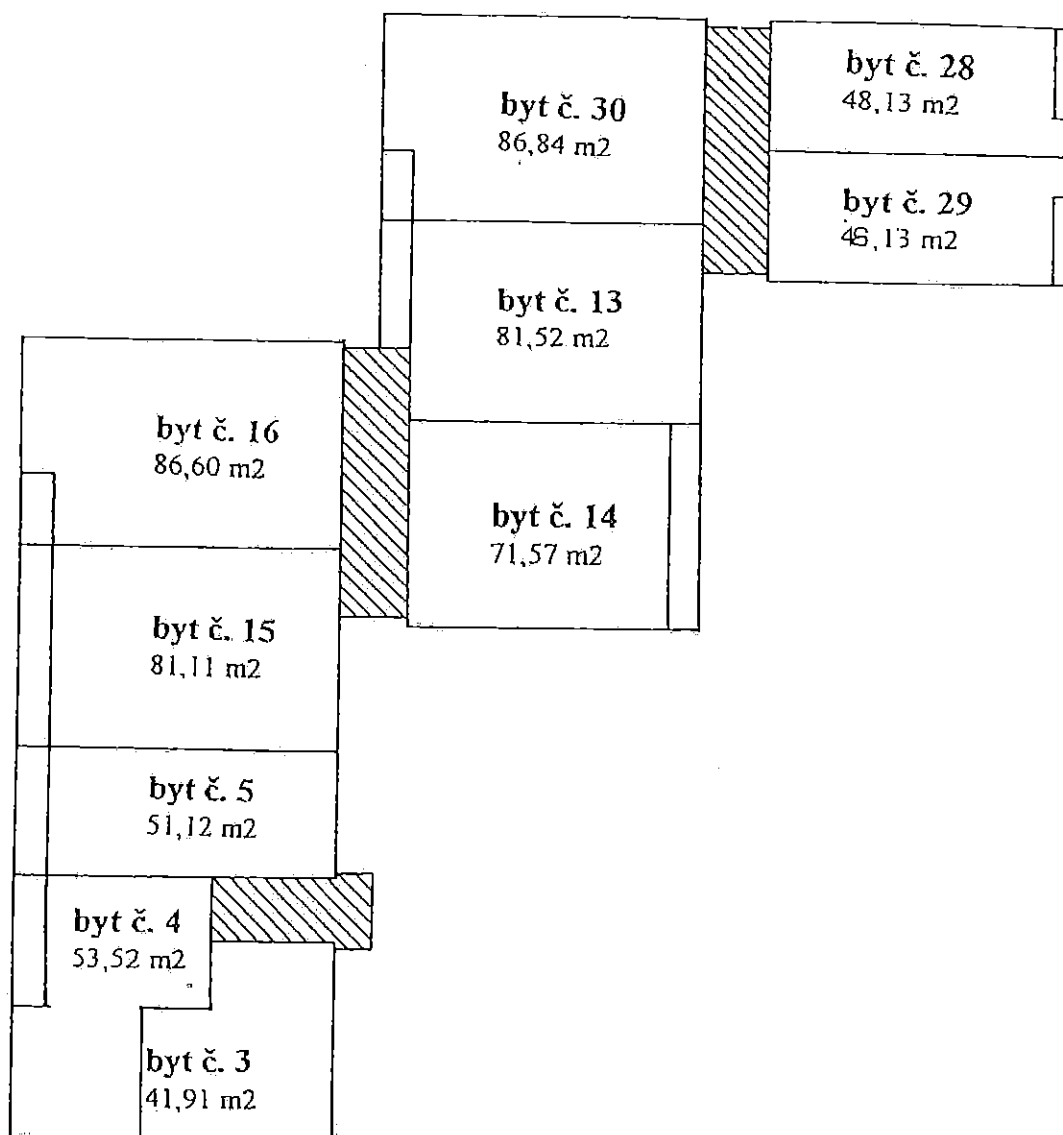 byt č. 30
86,84 m2
byt č. 28
48,13 m2
byt č. 29
48,13 m2
byt č. 13
81,52 m2
byt č. 16
86,60 m2
byt č. 14
71,57 m2
byt č. 15
81,11 m2
byt č. 5
51,12 m2
byt č. 4
53,52 m2
byt č. 3
41,91 m2